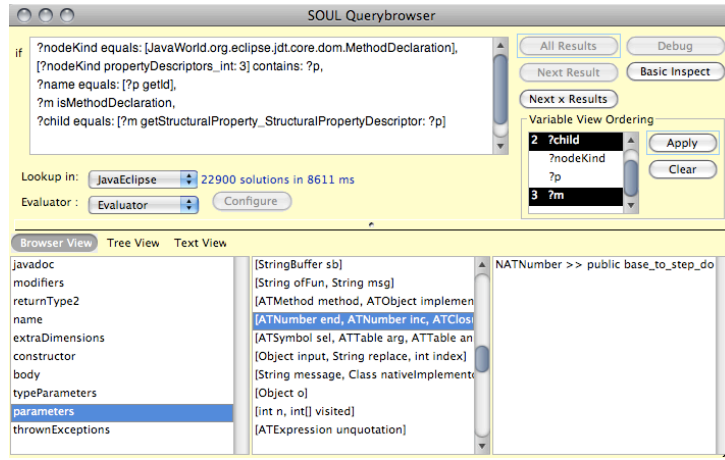 SOUL Querybrowser
if
?nodeKind equals: [JavaWorld.org.eclipse.jdt.core.dom.MethodDeclaration],
[?nodeKind propertyDescriptors_int: 3] contains: ?p,
?name equals: [?p getId],
?m isMethodDeclaration,
?child equals: [?m getStructuralProperty_StructuralPropertyDescriptor: ?p]
All Results
Debug
Next Result
Basic Inspect
Next x Results
Variable View Ordering
2 ?child
?nodeKind
?p
3 ?m
Apply
Clear
Lookup in: JavaEclipse 22900 solutions in 8611 ms
Evaluator : Evaluator Configure
Browser View Tree View Text View
javadoc
modifiers
returnType2
name
extraDimensions
constructor
body
typeParameters
parameters
thrownExceptions
[StringBuffer sb]
[String ofFun, String msg]
[ATMethod method, ATObject implemen
[ATNumber end, ATNumber inc, ATClos
[ATSymbol sel, ATTable arg, ATTable an
[Object input, String replace, int index]
[String message, Class nativeImplement
[Object o]
[int n, int[] visited]
[ATExpression unquotation]
NATNumber >> public base_to_step_do